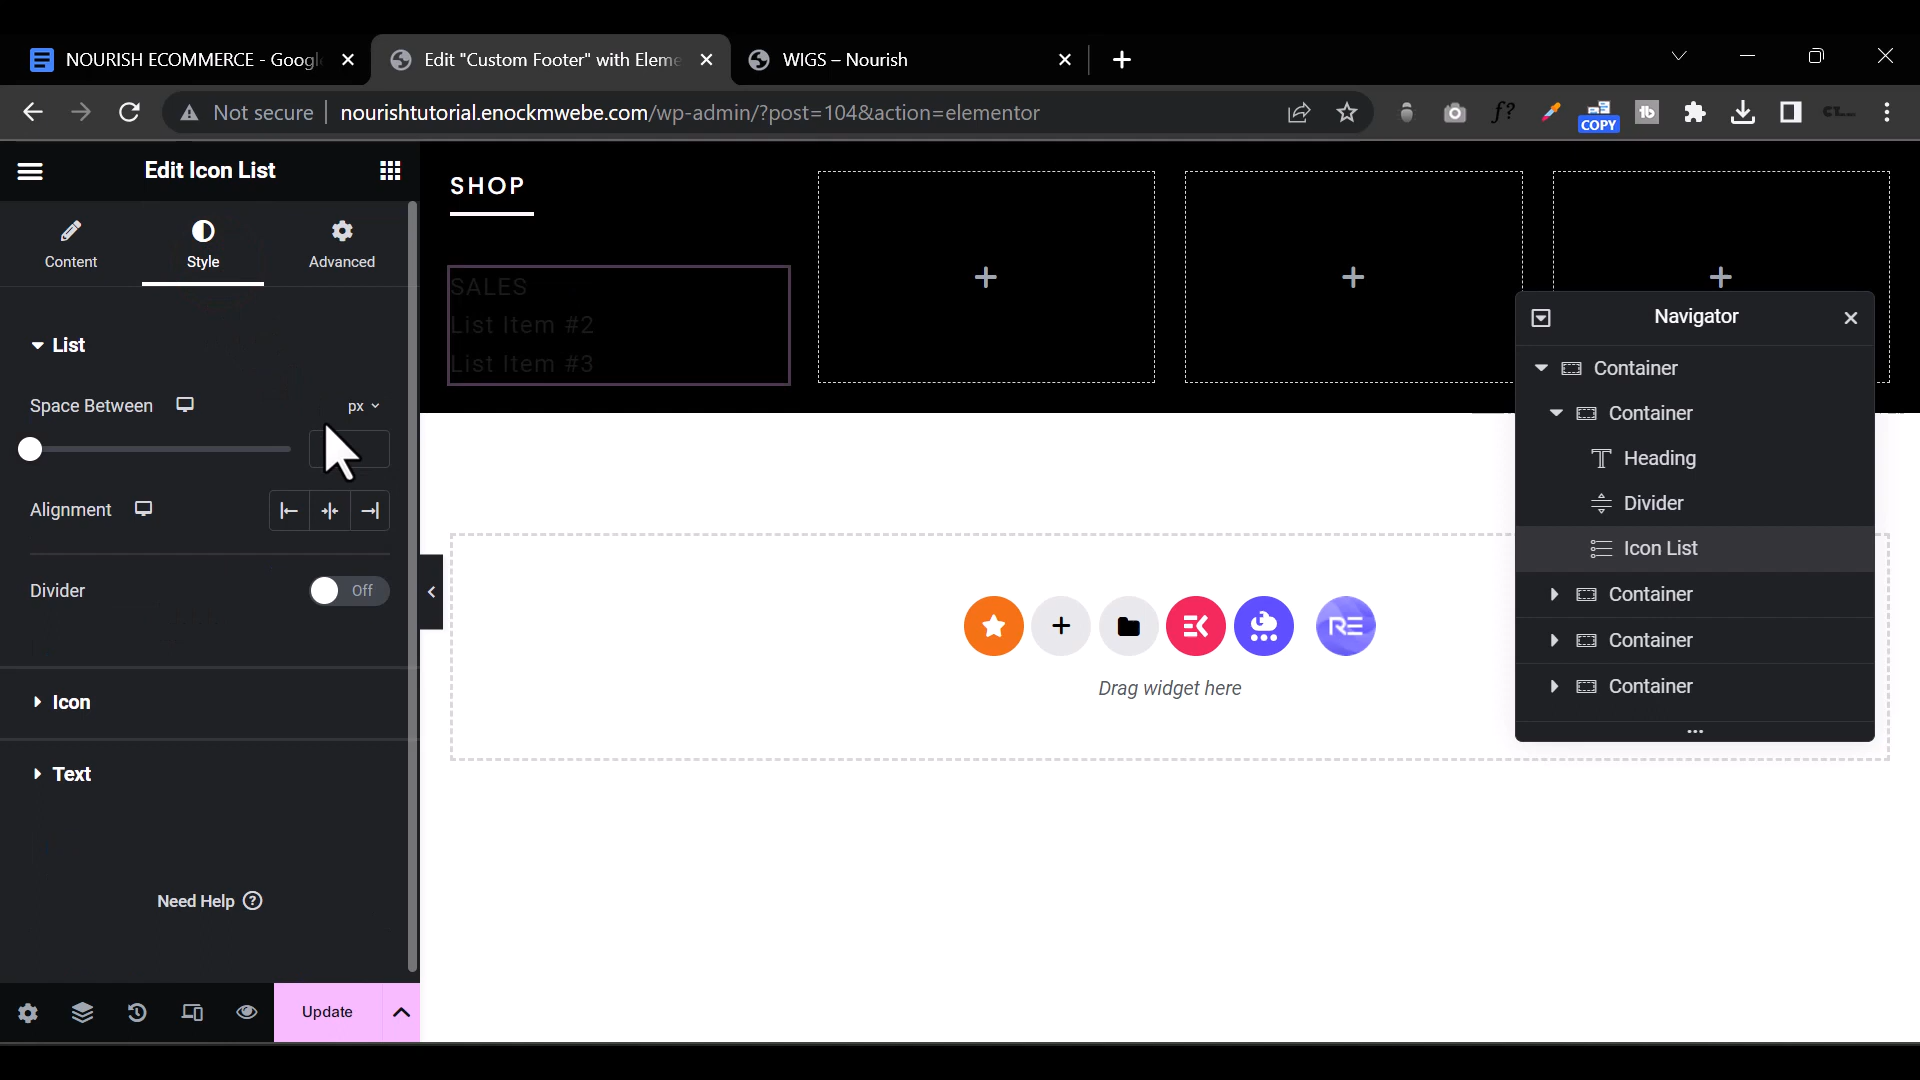 NOURISH ECOMMERCE - Googl
Edit "Custom Footer" with Eleme
WIGS – Nourish
Not secure
nourishtutorial.enockmwebe.com/wp-admin/?post=104&action=elementor
f?
COPY
tb
Edit Icon List
Content
Style
Advanced
List
Space Between
px
Alignment
Divider
Off
Icon
Text
Need Help
Update
SHOP
SALES
List Item #2
List Item #3
Drag widget here
RE
Navigator
Container
Container
Heading
Divider
Icon List
Container
Container
Container